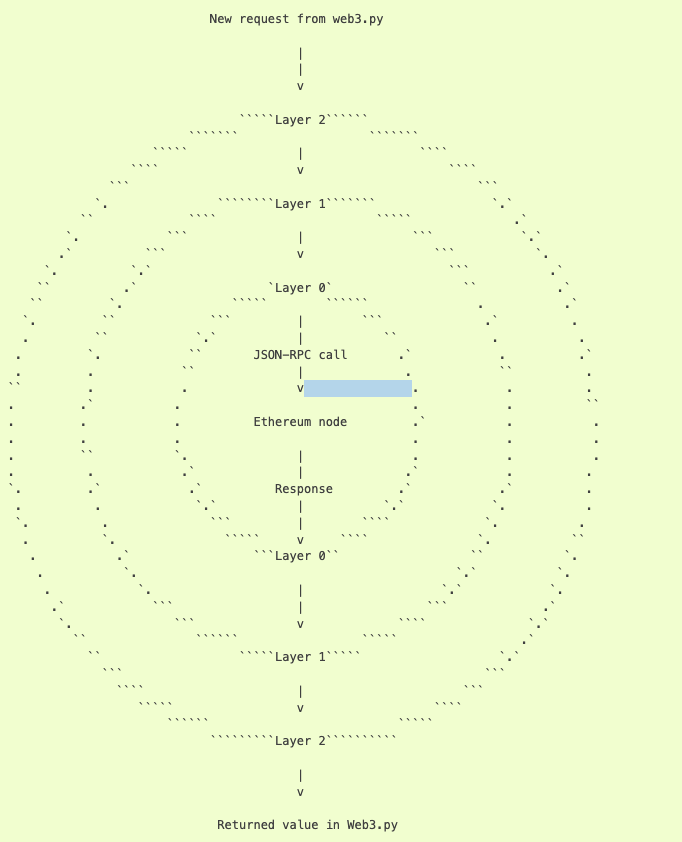 New request from web3.py
Layer 2
Layer 1
Layer 0
JSON-RPC call
Ethereum node
Response
Layer 0
Layer 1
Layer 2
Returned value in Web3.py